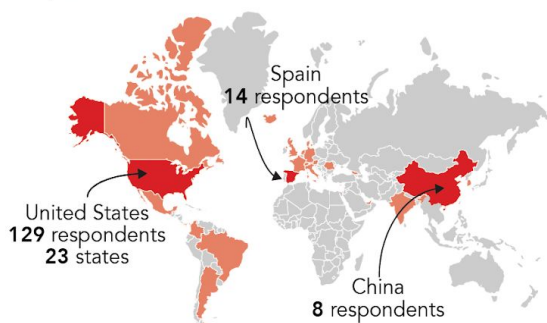 Spain
14 respondents
United States
129 respondents
23 states
China
8 respondents